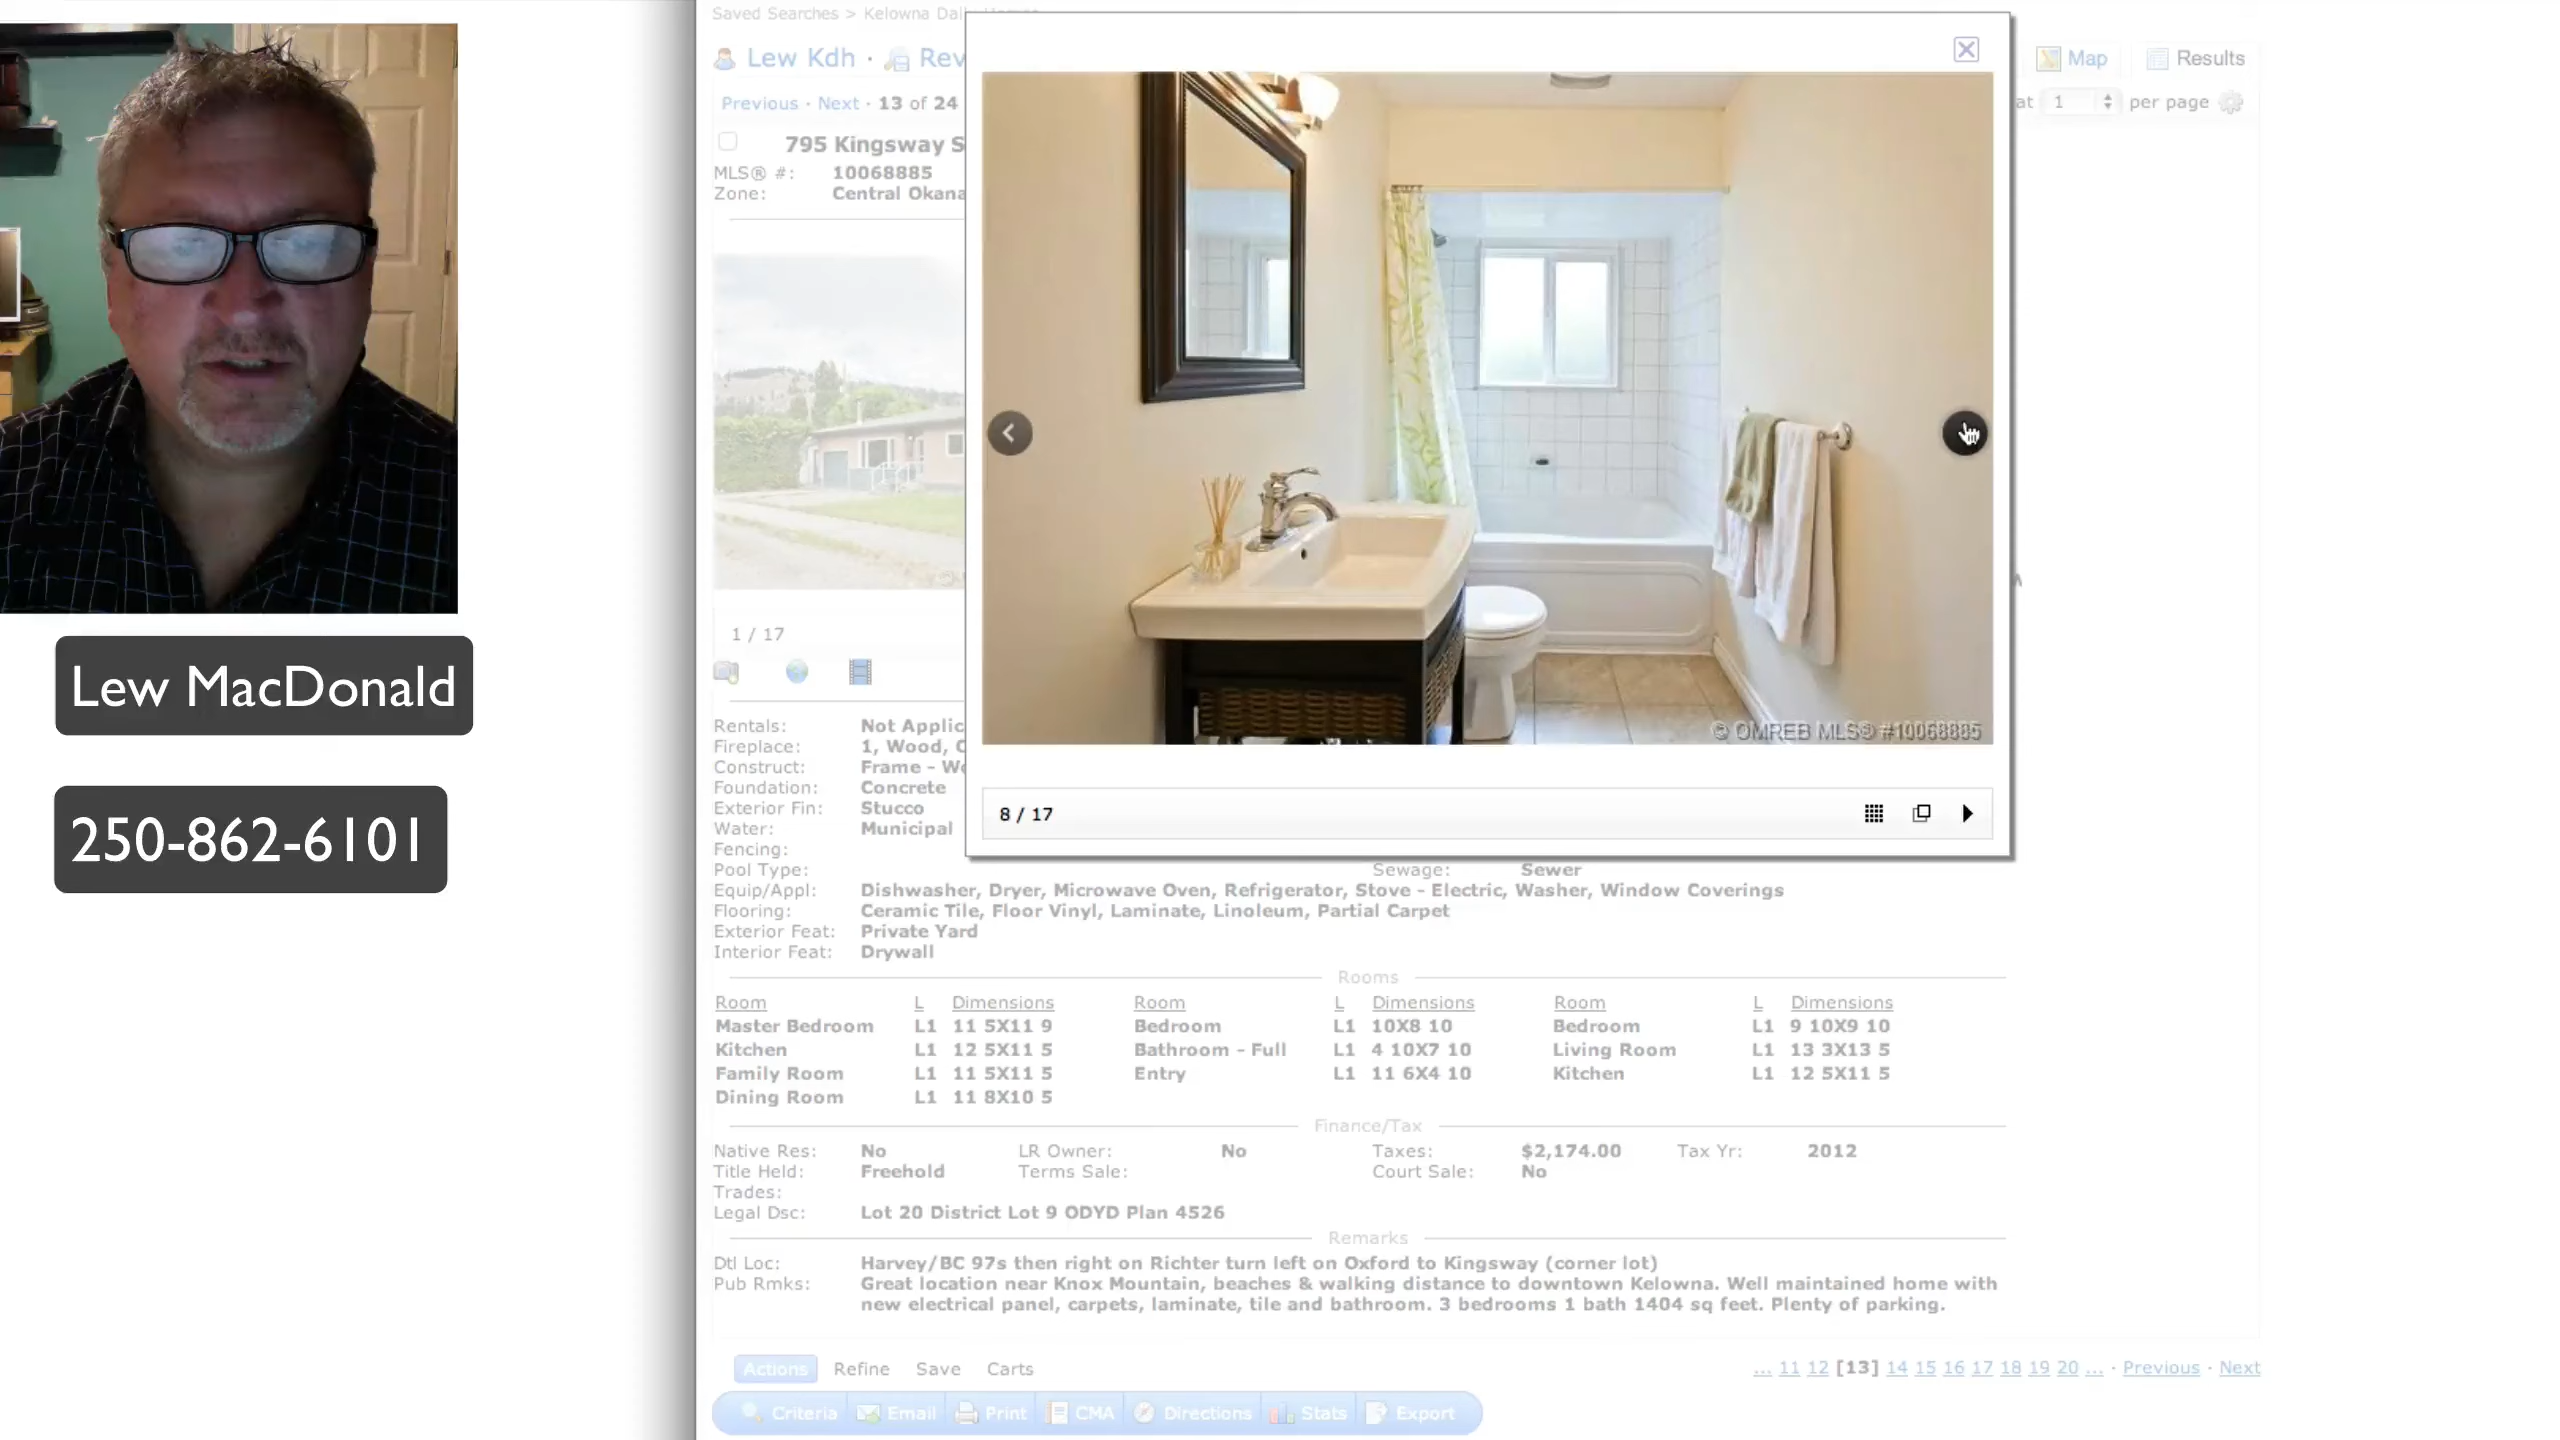 Lew MacDonald
250-862-6101
Saved Searches > Kelowna
Lew Kdh · Rev
Map Results
Previous · Next · 13 of 24
at 1 per page
795 Kingsway S
MLS® #: 10068885
Zone: Central Okana
1 / 17
© OMREB MLS® #10068885
8 / 17
Rentals: Not Applic
Fireplace: 1, Wood,
Construct: Frame - Wo
Foundation: Concrete
Exterior Fin: Stucco
Water: Municipal
Fencing:
Pool Type: Sewage: Sewer
Equip/Appl: Dishwasher, Dryer, Microwave Oven, Refrigerator, Stove - Electric, Washer, Window Coverings
Flooring: Ceramic Tile, Floor Vinyl, Laminate, Linoleum, Partial Carpet
Exterior Feat: Private Yard
Interior Feat: Drywall
Rooms
Room L Dimensions Room L Dimensions Room L Dimensions
Master Bedroom L1 11 5X11 9 Bedroom L1 10X8 10 Bedroom L1 9 10X9 10
Kitchen L1 12 5X11 5 Bathroom - Full L1 4 10X7 10 Living Room L1 13 3X13 5
Family Room L1 11 5X11 5 Entry L1 11 6X4 10 Kitchen L1 12 5X11 5
Dining Room L1 11 8X10 5
Finance/Tax
Native Res: No LR Owner: No Taxes: $2,174.00 Tax Yr: 2012
Title Held: Freehold Terms Sale: Court Sale: No
Trades:
Legal Dsc: Lot 20 District Lot 9 ODYD Plan 4526
Remarks
Dtl Loc: Harvey/BC 97s then right on Richter turn left on Oxford to Kingsway (corner lot)
Pub Rmks: Great location near Knox Mountain, beaches & walking distance to downtown Kelowna. Well maintained home with
new electrical panel, carpets, laminate, tile and bathroom. 3 bedrooms 1 bath 1404 sq feet. Plenty of parking.
Actions Refine Save Carts
... 11 12 [13] 14 15 16 17 18 19 20 ... · Previous · Next
Criteria Email Print CMA Directions Stats Export